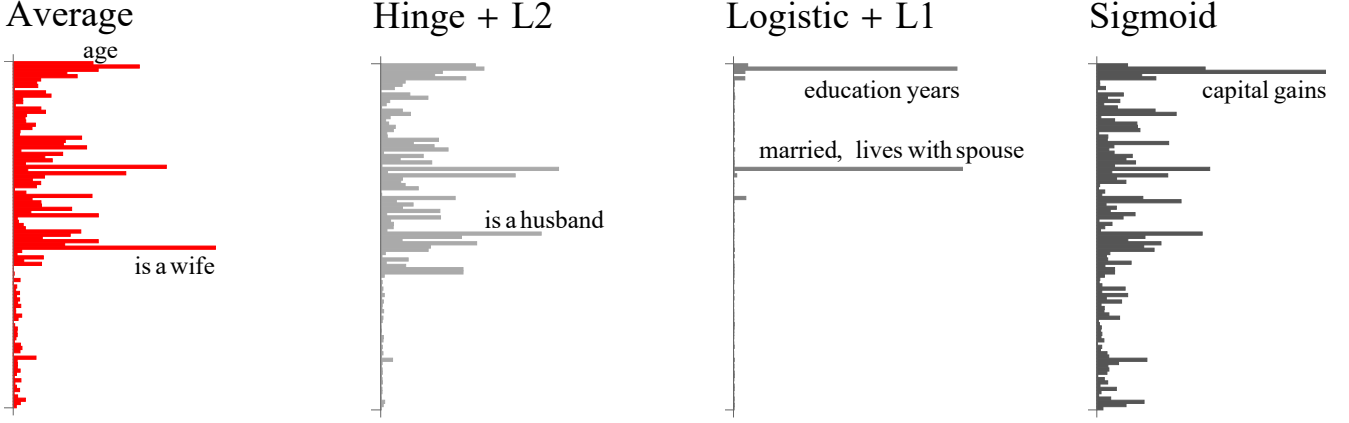 Average
Hinge + L2
Logistic + L1
Sigmoid
age
education years
capital gains
married, lives with spouse
is a husband
is a wife